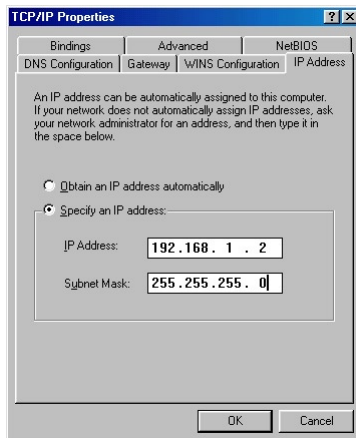 TCP/IP Properties
Bindings Advanced NetBIOS
DNS Configuration Gateway WINS Configuration IP Address
An IP address can be automatically assigned to this computer.
If your network does not automatically assign IP addresses, ask
your network administrator for an address, and then type it in
the space below.
Obtain an IP address automatically
Specify an IP address:
IP Address: 192.168. 1 . 2
Subnet Mask: 255.255.255. 0
OK Cancel